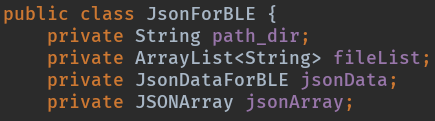 public class JsonForBLE {
    private String path_dir;
    private ArrayList<String> fileList;
    private JsonDataForBLE jsonData;
    private JSONArray jsonArray;